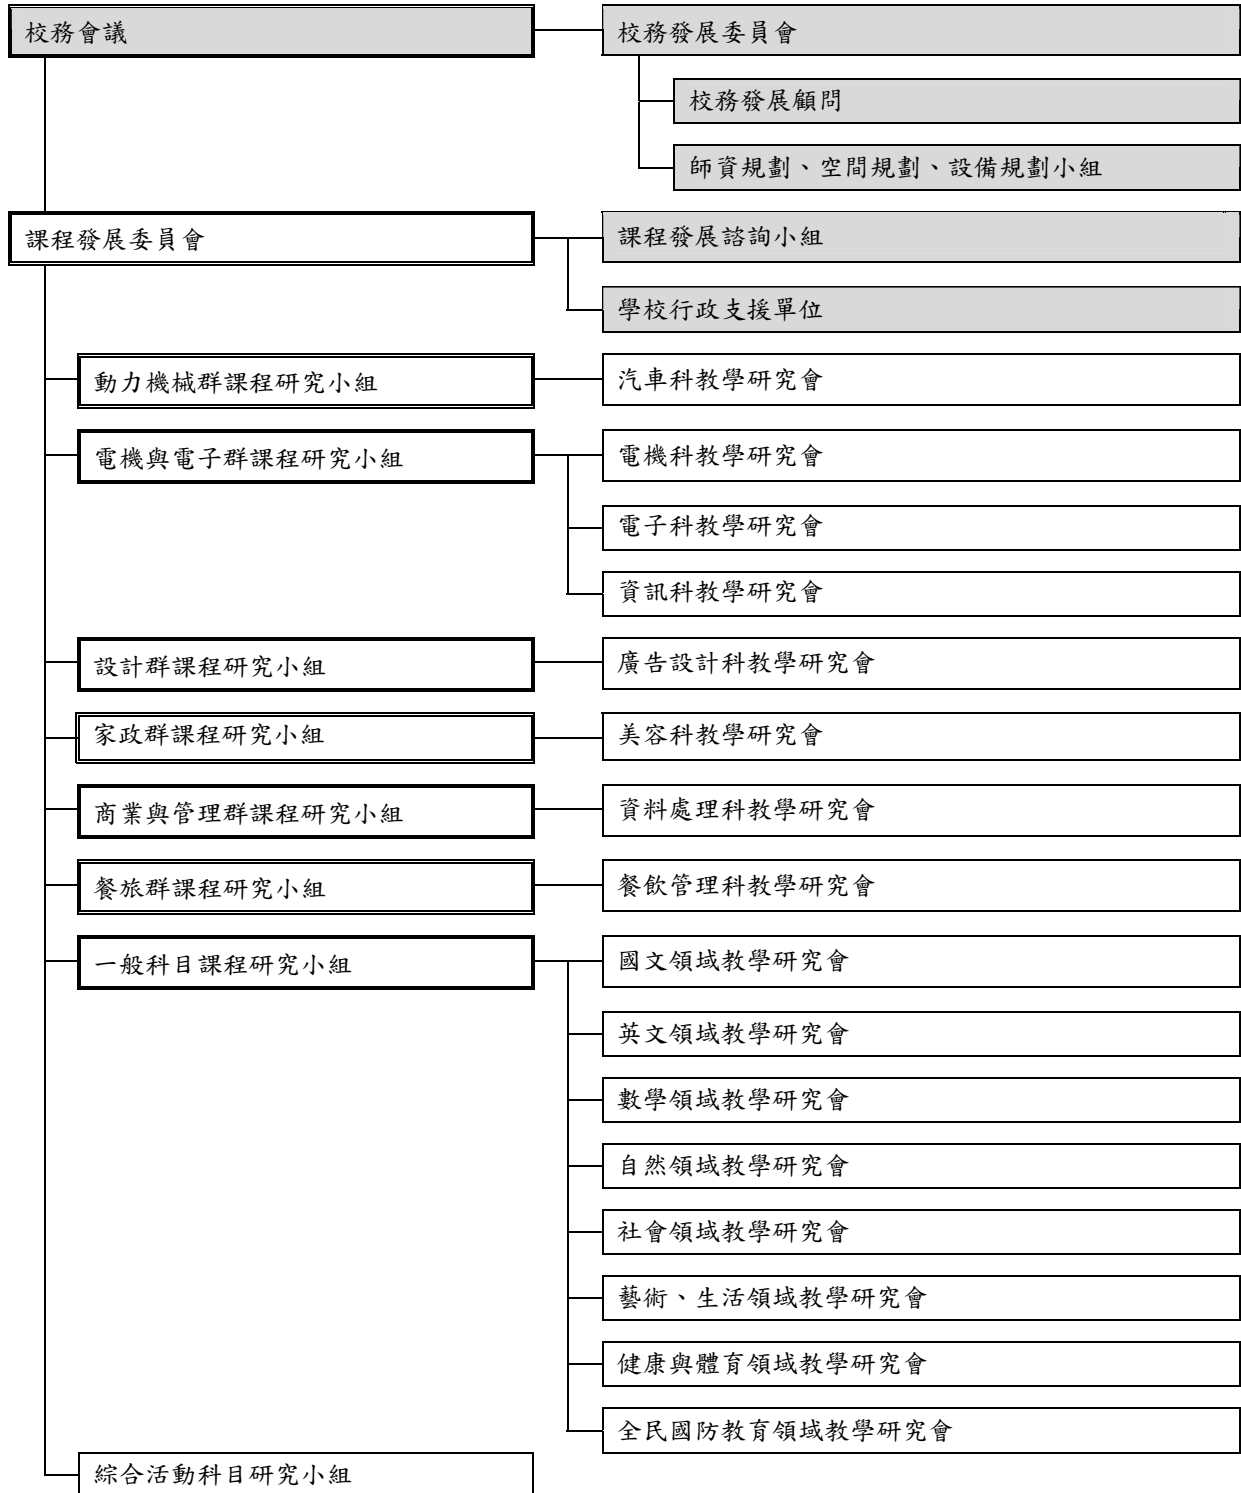 校務會議
校務發展委員會
校務發展顧問
師資規劃、空間規劃、設備規劃小組
課程發展委員會
課程發展諮詢小組
學校行政支援單位
動力機械群課程研究小組
汽車科教學研究會
電機與電子群課程研究小組
電機科教學研究會
電子科教學研究會
資訊科教學研究會
設計群課程研究小組
廣告設計科教學研究會
家政群課程研究小組
美容科教學研究會
商業與管理群課程研究小組
資料處理科教學研究會
餐旅群課程研究小組
餐飲管理科教學研究會
一般科目課程研究小組
國文領域教學研究會
英文領域教學研究會
數學領域教學研究會
自然領域教學研究會
社會領域教學研究會
藝術、生活領域教學研究會
健康與體育領域教學研究會
全民國防教育領域教學研究會
綜合活動科目研究小組